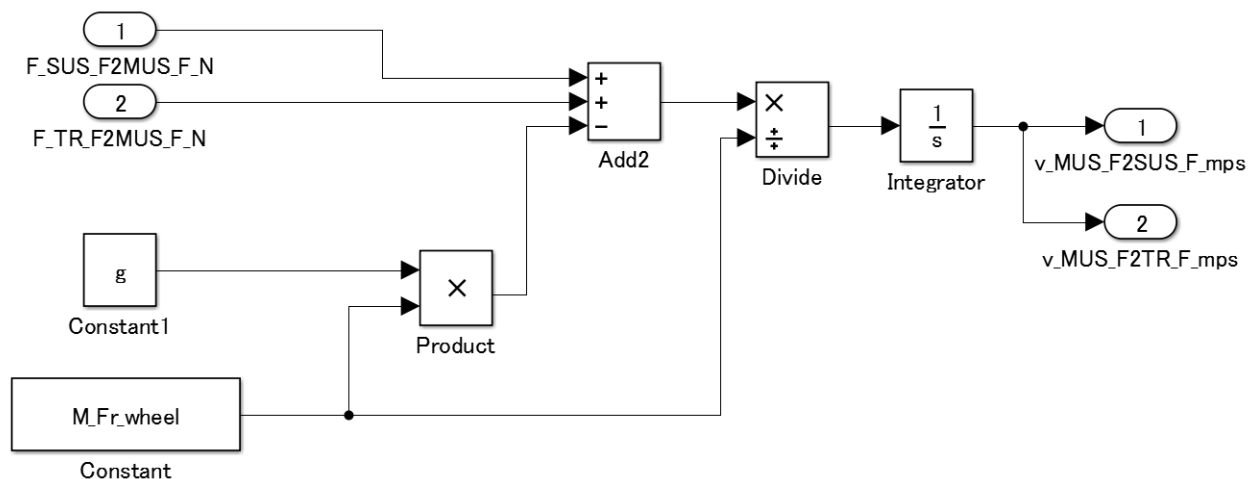 1
F_SUS_F2MUS_F_N
2
F_TR_F2MUS_F_N
+
+
−
Add2
×
÷
Divide
1
s
Integrator
1
v_MUS_F2SUS_F_mps
2
v_MUS_F2TR_F_mps
g
Constant1
×
Product
M_Fr_wheel
Constant